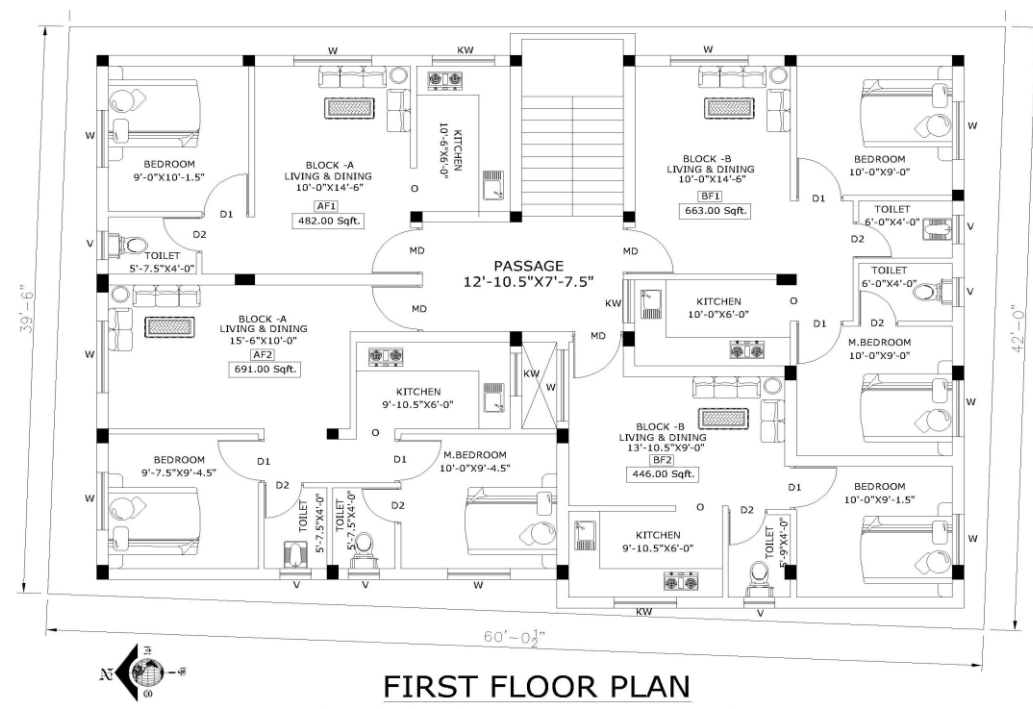 W
KW
W
BEDROOM
9'-0"X10'-1.5"
BLOCK -A
LIVING & DINING
10'-0"X14'-6"
AF1
482.00 Sqft.
KITCHEN
10'-6"X6'-0"
O
W
D1
D2
V
TOILET
5'-7.5"X4'-0"
MD
PASSAGE
12'-10.5"X7'-7.5"
MD
MD
MD
BLOCK -B
LIVING & DINING
10'-0"X14'-6"
BF1
663.00 Sqft.
BEDROOM
10'-0"X9'-0"
W
D1
D2
TOILET
6'-0"X4'-0"
V
TOILET
6'-0"X4'-0"
V
D2
D1
O
KW
KITCHEN
10'-0"X6'-0"
M.BEDROOM
10'-0"X9'-0"
W
39'-6"
42'-0"
BLOCK -A
LIVING & DINING
15'-6"X10'-0"
AF2
691.00 Sqft.
W
KITCHEN
9'-10.5"X6'-0"
O
KW
W
BLOCK -B
LIVING & DINING
13'-10.5"X9'-0"
BF2
446.00 Sqft.
BEDROOM
9'-7.5"X9'-4.5"
W
D1
D2
TOILET
5'-7.5"X4'-0"
V
TOILET
5'-7.5"X4'-0"
V
D1
D2
M.BEDROOM
10'-0"X9'-4.5"
W
O
KITCHEN
9'-10.5"X6'-0"
KW
D1
D2
TOILET
5'-9"X4'-0"
V
BEDROOM
10'-0"X9'-1.5"
W
60'-0½"
N
FIRST FLOOR PLAN